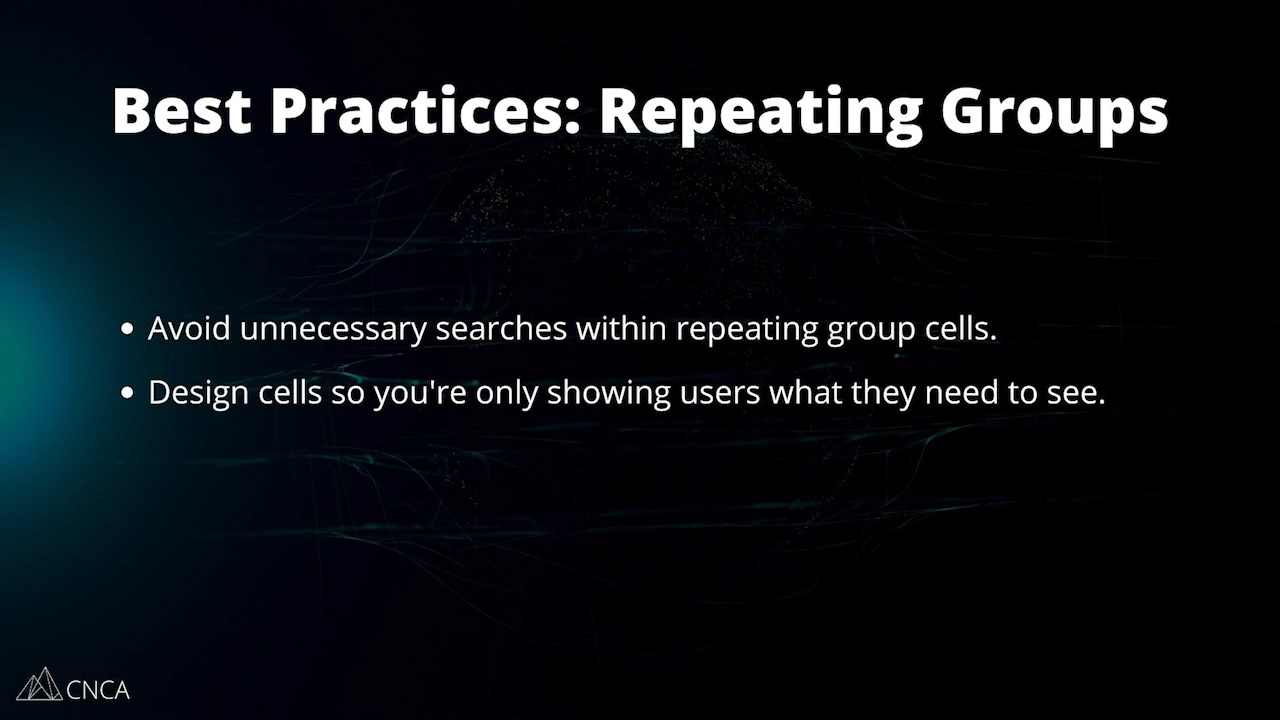 Best Practices: Repeating Groups
• Avoid unnecessary searches within repeating group cells.
• Design cells so you're only showing users what they need to see.
CNCA